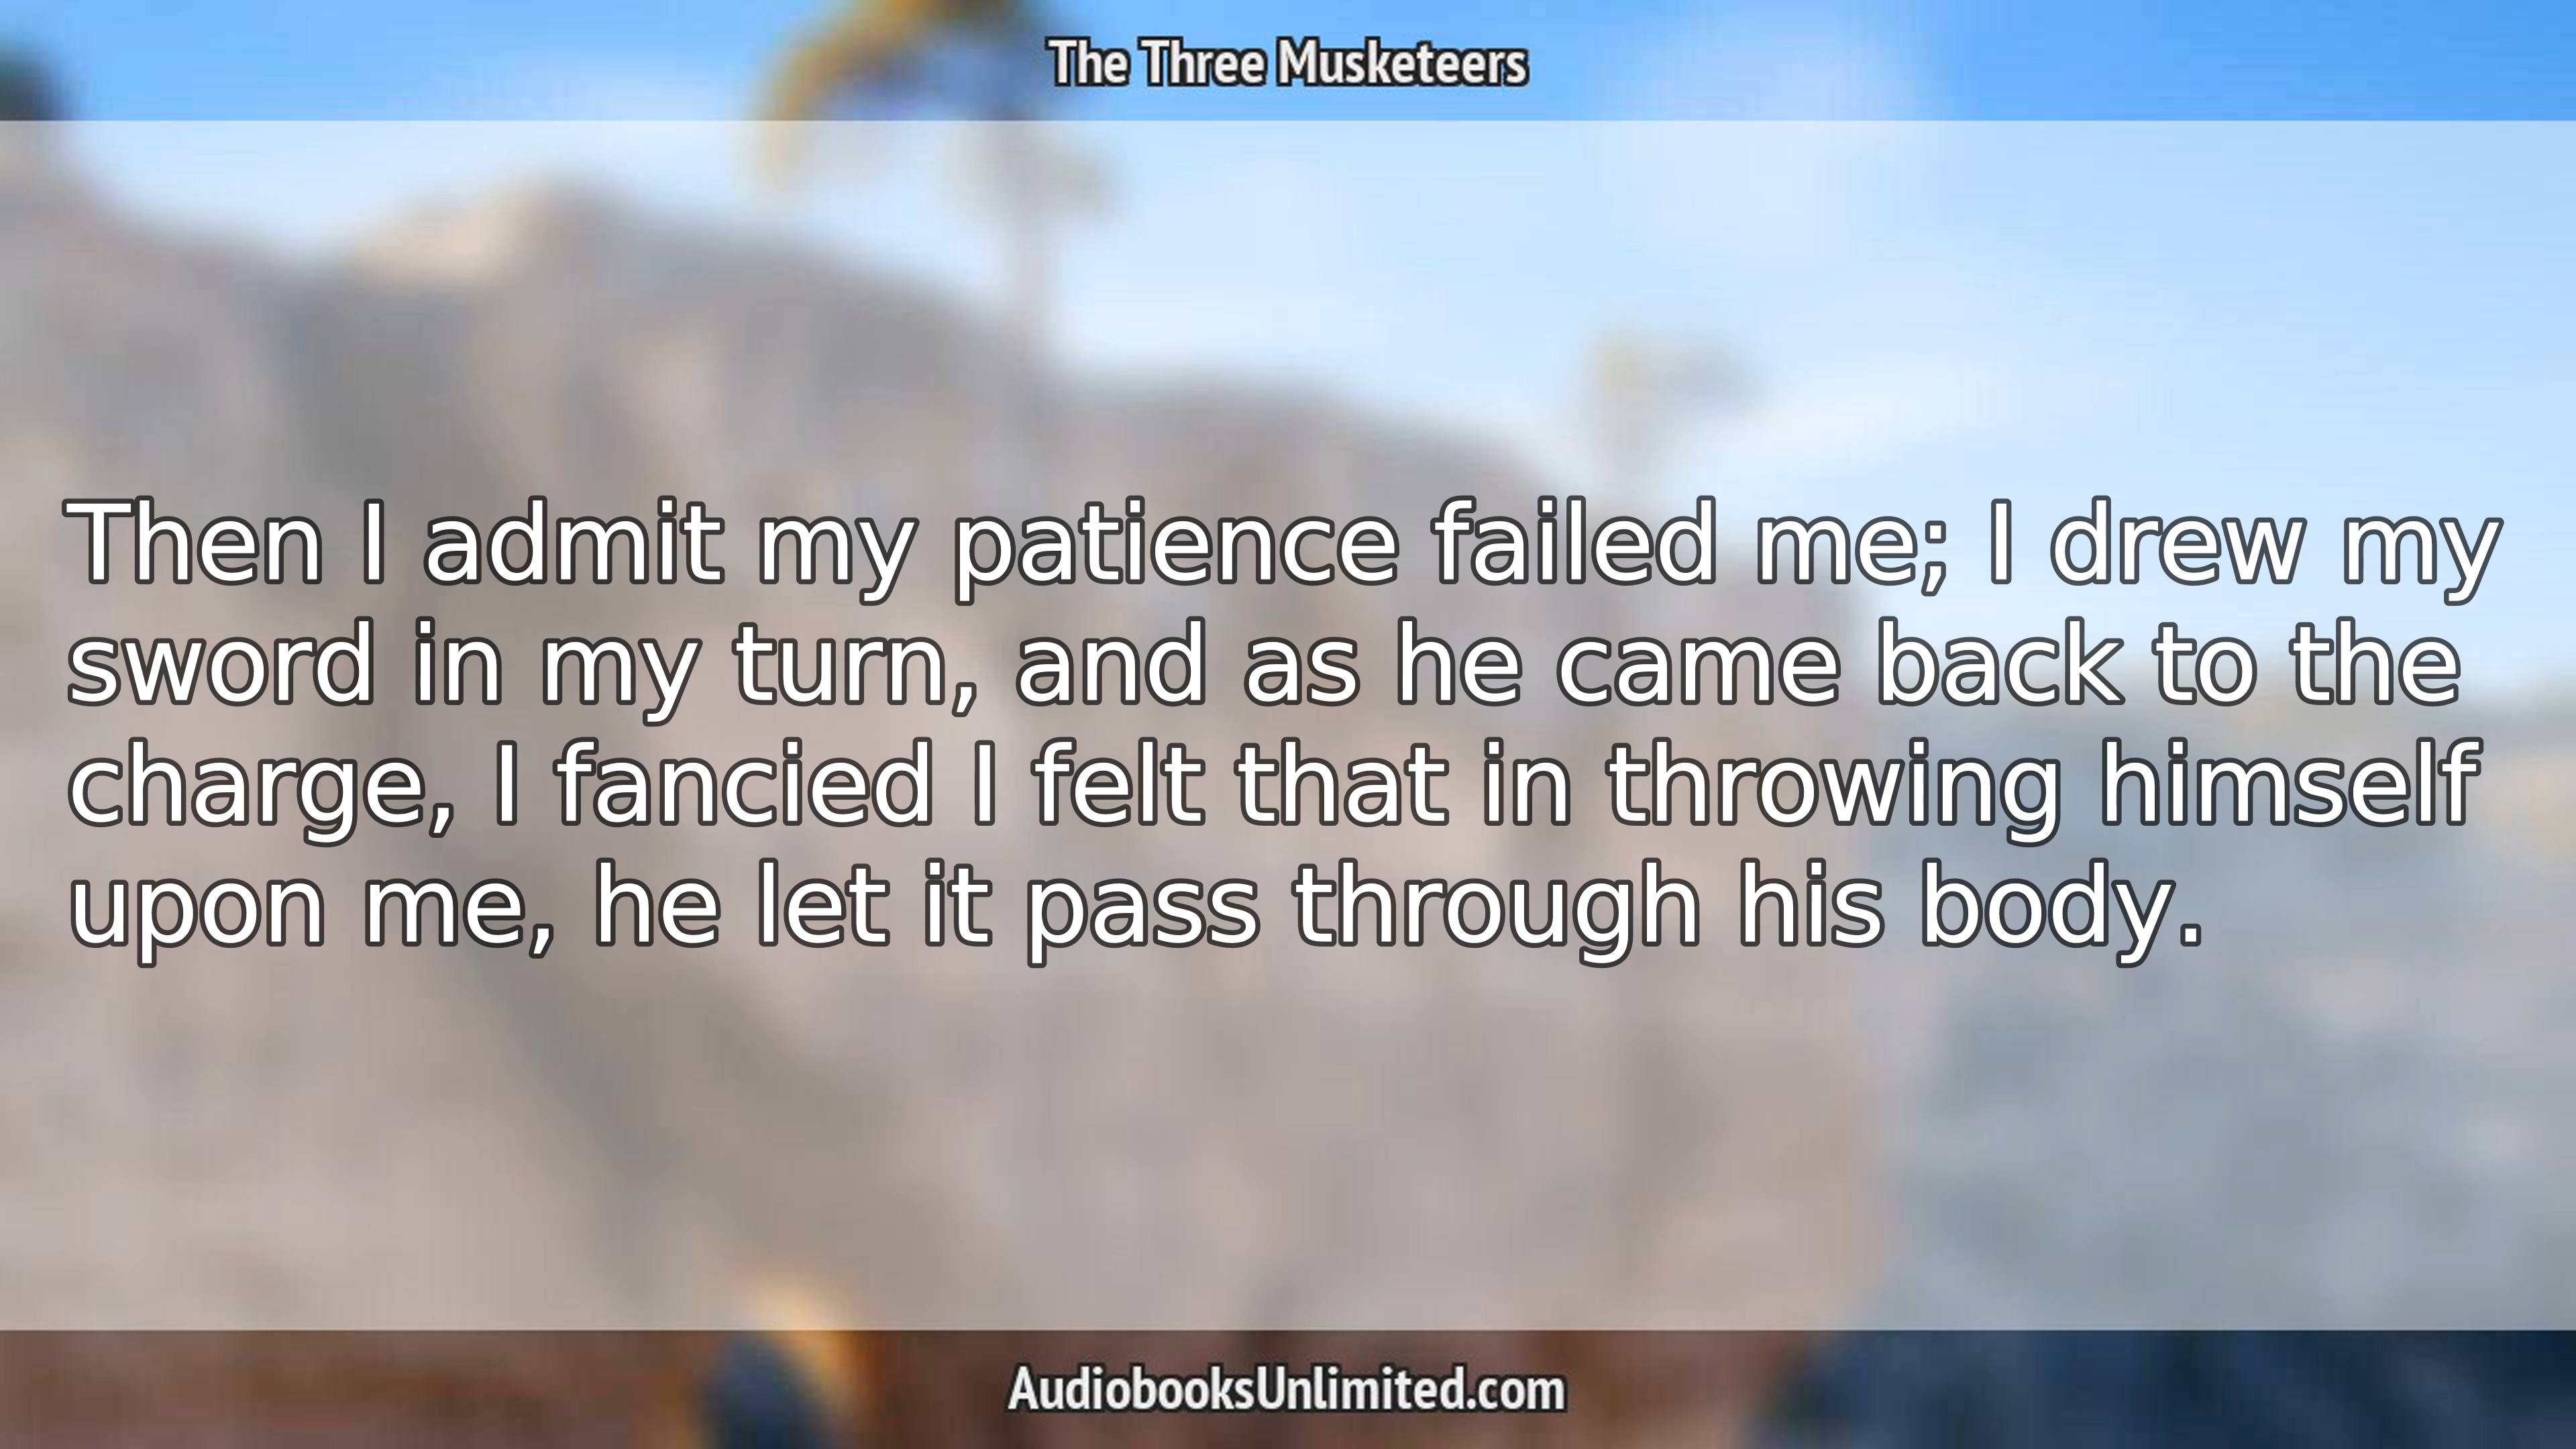 The Three Musketeers
Then I admit my patience failed me; I drew my
sword in my turn, and as he came back to the
charge, I fancied I felt that in throwing himself
upon me, he let it pass through his body.
AudiobooksUnlimited.com